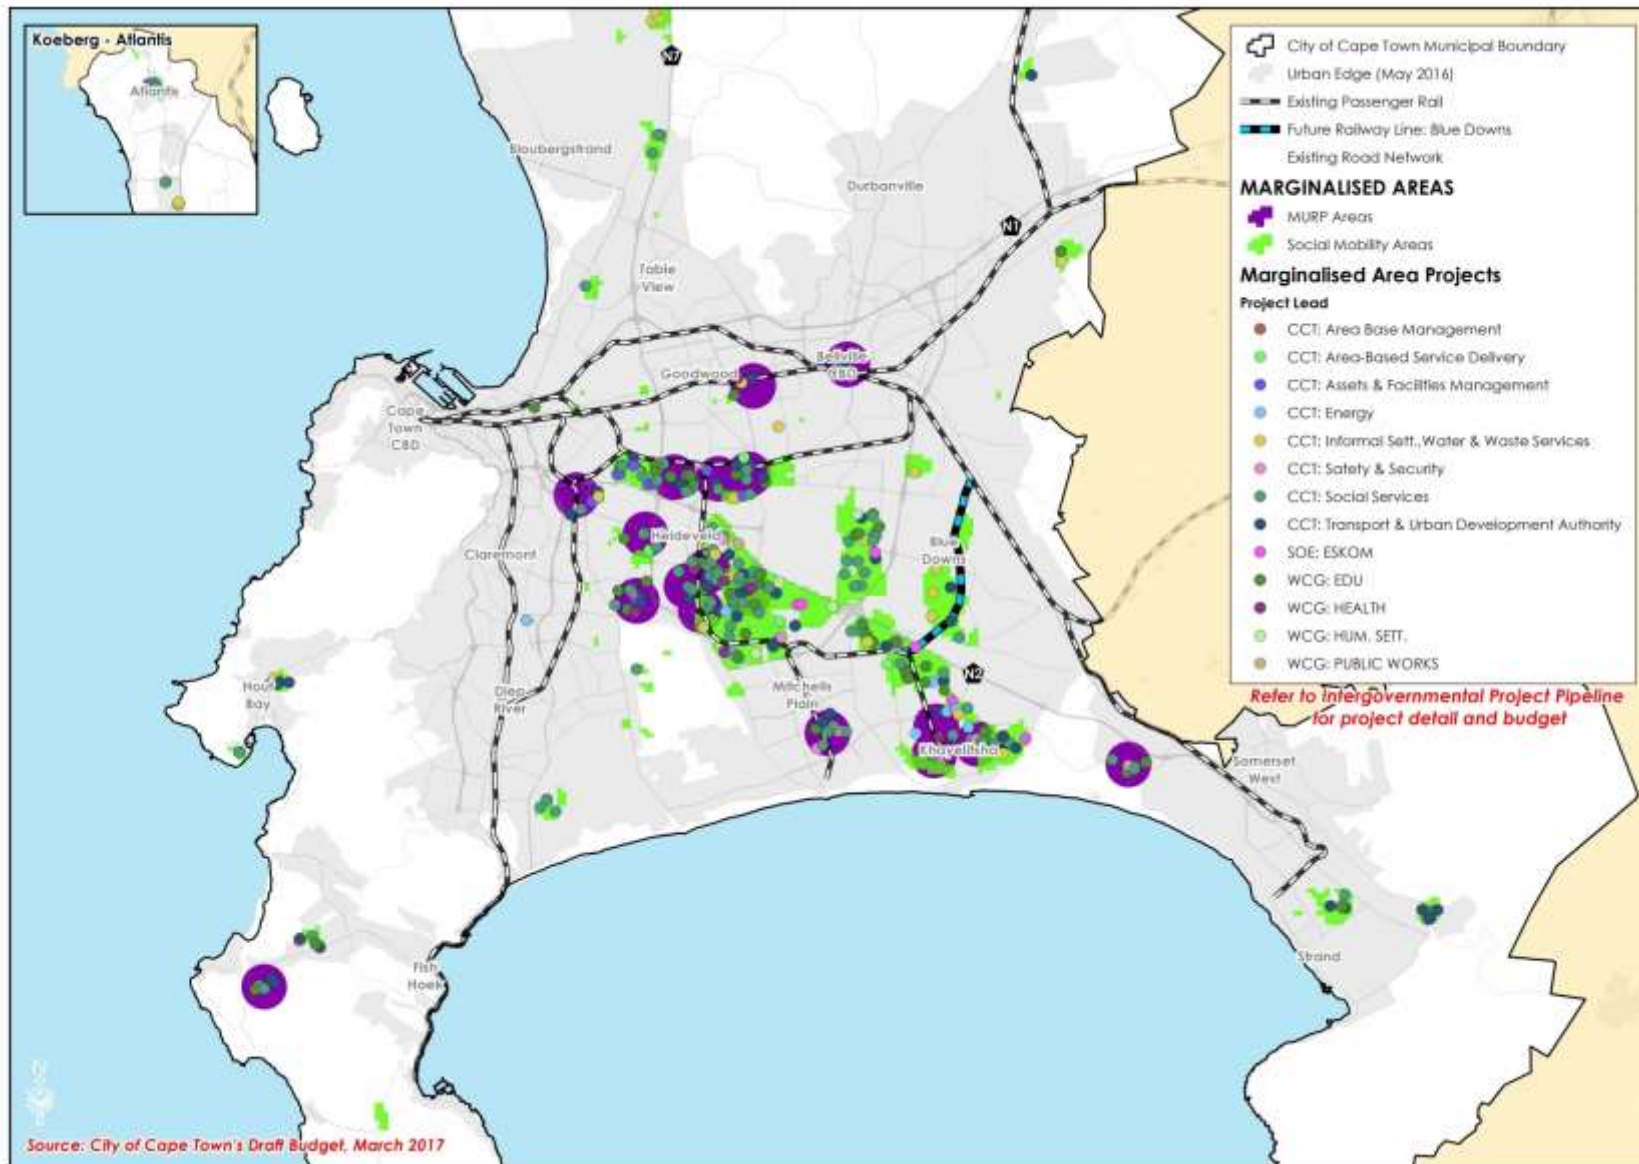 Koeberg - Atlantis
Atlantis
N7
Bloubergstrand
Durbanville
N1
Table
View
Goodwood
Bellville
CBD
Cape
Town
CBD
Claremont
Heideveld
Blue
Downs
Hout
Bay
Diep
River
Mitchells
Plain
N2
Khayelitsha
Somerset
West
Strand
Fish
Hoek
City of Cape Town Municipal Boundary
Urban Edge (May 2016)
Existing Passenger Rail
Future Railway Line: Blue Downs
Existing Road Network
MARGINALISED AREAS
MURP Areas
Social Mobility Areas
Marginalised Area Projects
Project Lead
CCT: Area Base Management
CCT: Area-Based Service Delivery
CCT: Assets & Facilities Management
CCT: Energy
CCT: Informal Sett.,Water & Waste Services
CCT: Safety & Security
CCT: Social Services
CCT: Transport & Urban Development Authority
SOE: ESKOM
WCG: EDU
WCG: HEALTH
WCG: HUM. SETT.
WCG: PUBLIC WORKS
Refer to Intergovernmental Project Pipeline
for project detail and budget
Source: City of Cape Town's Draft Budget, March 2017